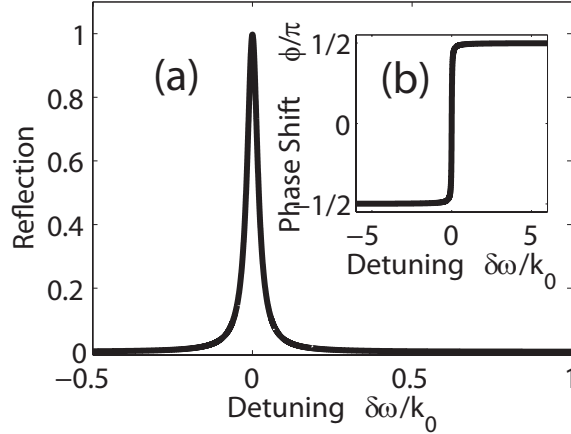 1
0.8
0.6
0.4
0.2
0
Reflection
(a)
−0.5
0
0.5
1
Detuning δω/k₀
Phase Shift ϕ/π
1/2
0
−1/2
(b)
−5
0
5
Detuning δω/k₀